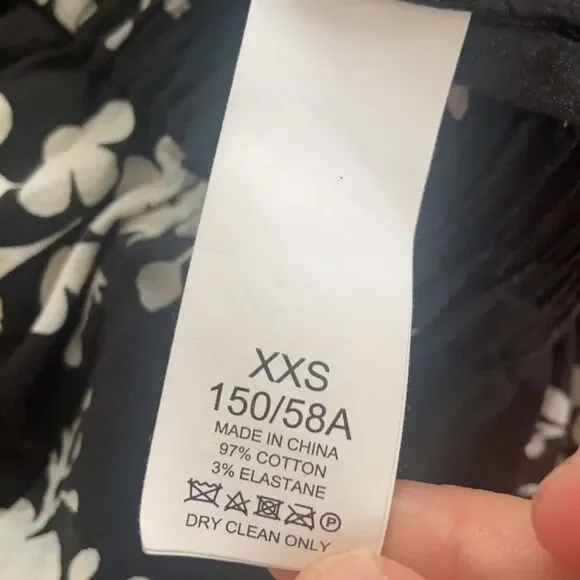 XXS
150/58A
MADE IN CHINA
97% COTTON
3% ELASTANE
P
DRY CLEAN ONLY